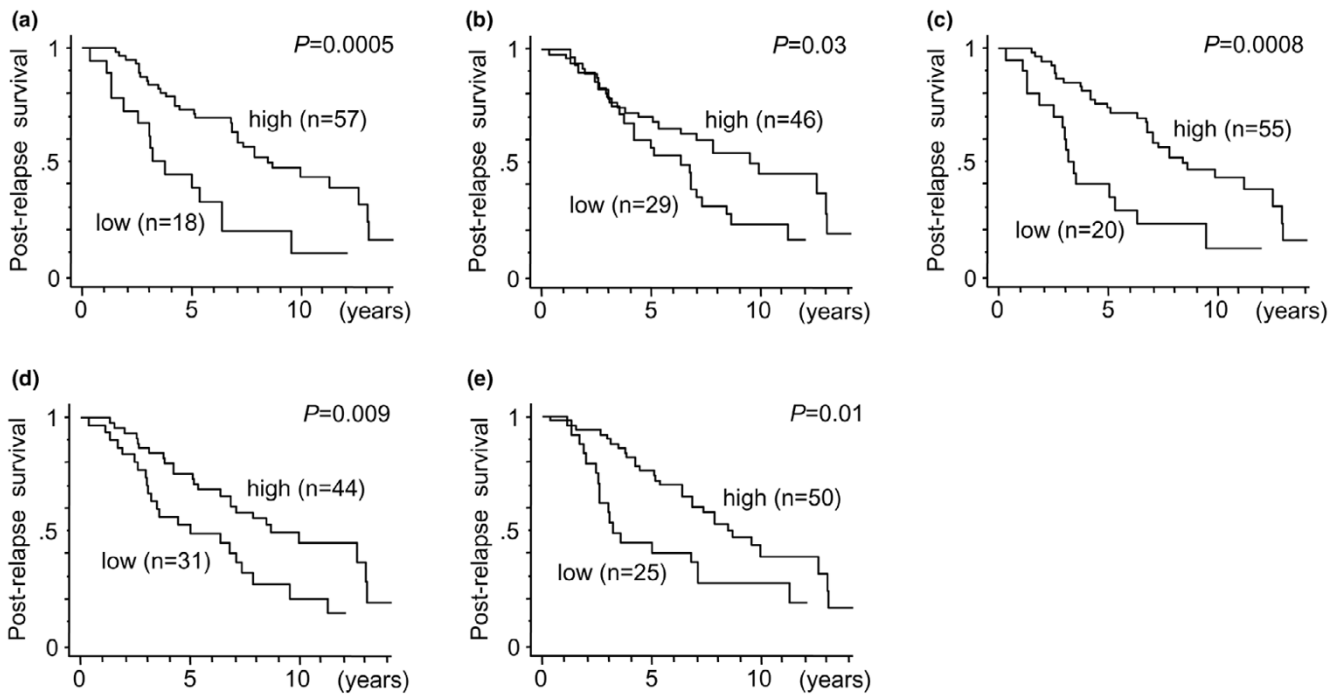 (a)
P=0.0005
Post-relapse survival
1
.5
0
high (n=57)
low (n=18)
0 5 10 (years)
(b)
P=0.03
Post-relapse survival
1
.5
0
high (n=46)
low (n=29)
0 5 10 (years)
(c)
P=0.0008
Post-relapse survival
1
.5
0
high (n=55)
low (n=20)
0 5 10 (years)
(d)
P=0.009
Post-relapse survival
1
.5
0
high (n=44)
low (n=31)
0 5 10 (years)
(e)
P=0.01
Post-relapse survival
1
.5
0
high (n=50)
low (n=25)
0 5 10 (years)